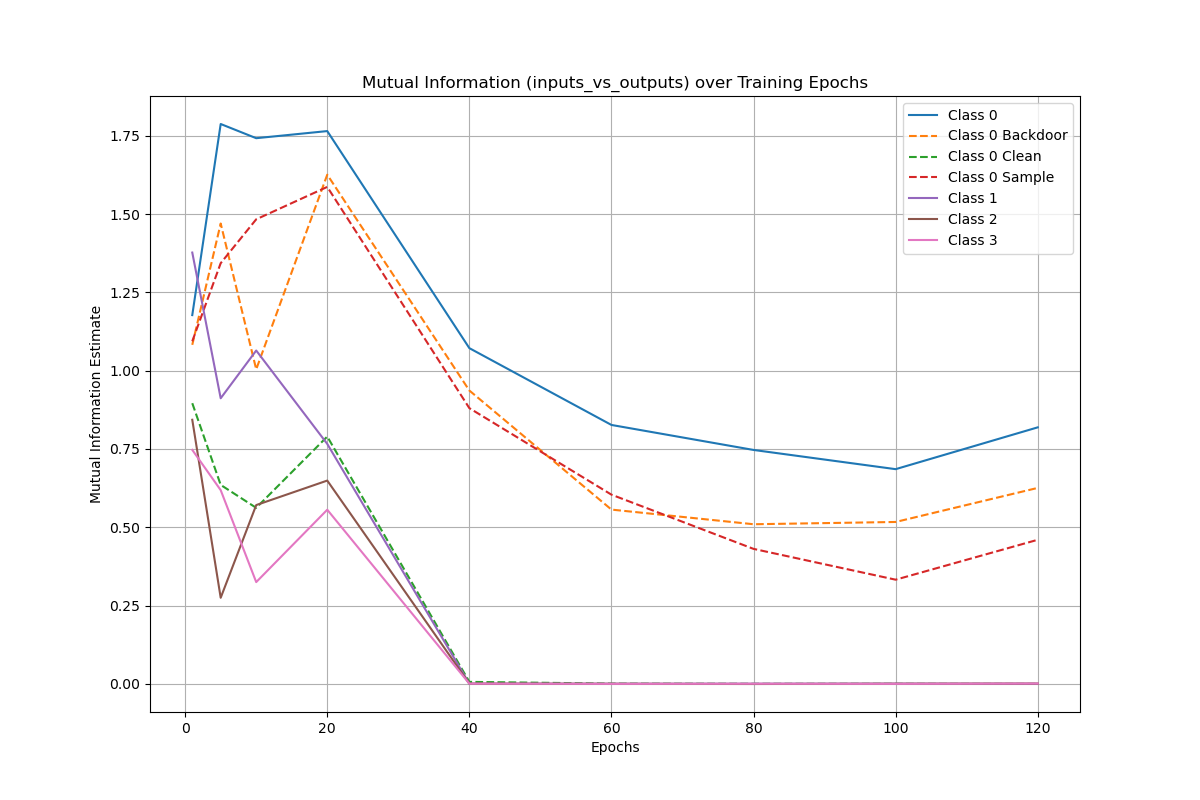 Mutual Information (inputs_vs_outputs) over Training Epochs
Mutual Information Estimate
1.75
1.50
1.25
1.00
0.75
0.50
0.25
0.00
Class 0
Class 0 Backdoor
Class 0 Clean
Class 0 Sample
Class 1
Class 2
Class 3
0 20 40 60 80 100 120
Epochs